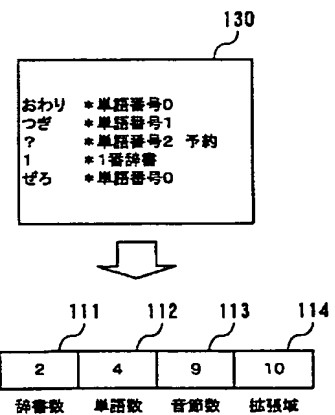 130
おわり *単語番号0
つぎ *単語番号1
? *単語番号2 予約
1 *1番辞書
ぜろ *単語番号0
111 112 113 114
2 4 9 10
辞書数 単語数 音節数 拡張域